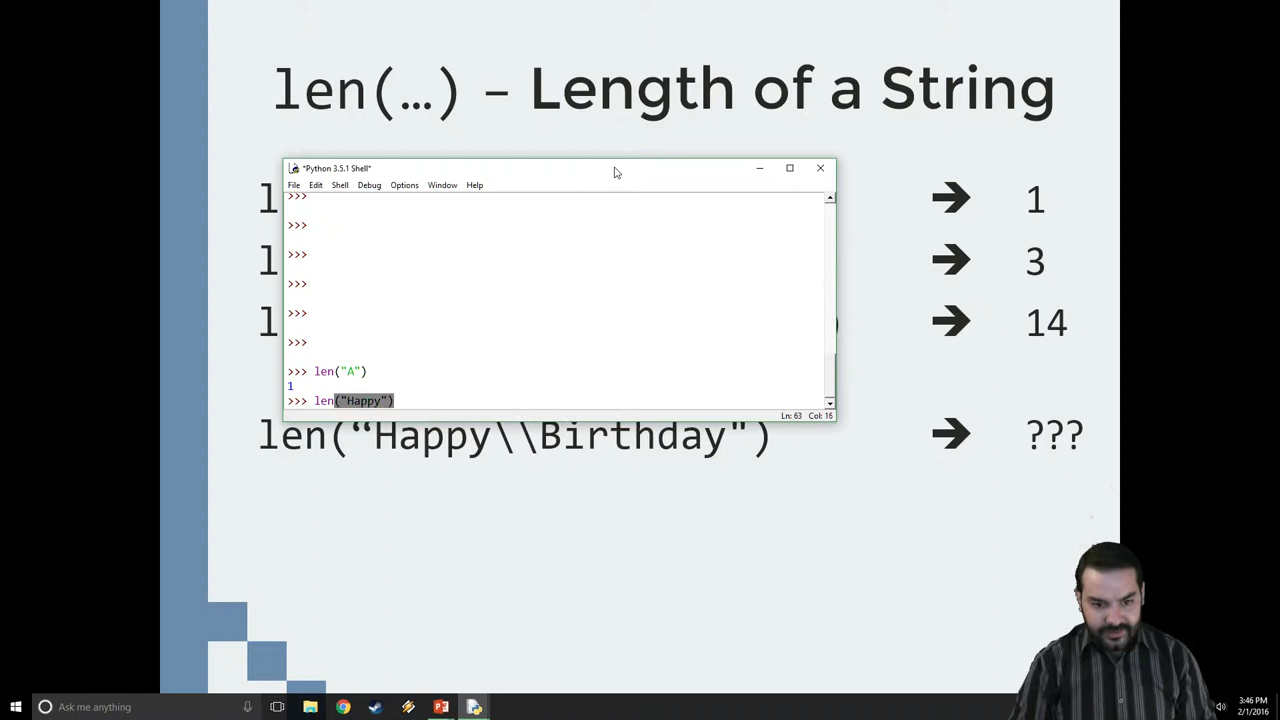 len(…) – Length of a String
*Python 3.5.1 Shell*
File Edit Shell Debug Options Window Help
>>>
>>>
>>>
>>>
>>>
>>>
>>> len("A")
1
>>> len("Happy")
Ln: 63 Col: 16
l ➔ 1
l ➔ 3
l ) ➔ 14
len(“Happy\\Birthday") ➔ ???
Ask me anything
3:46 PM
2/1/2016